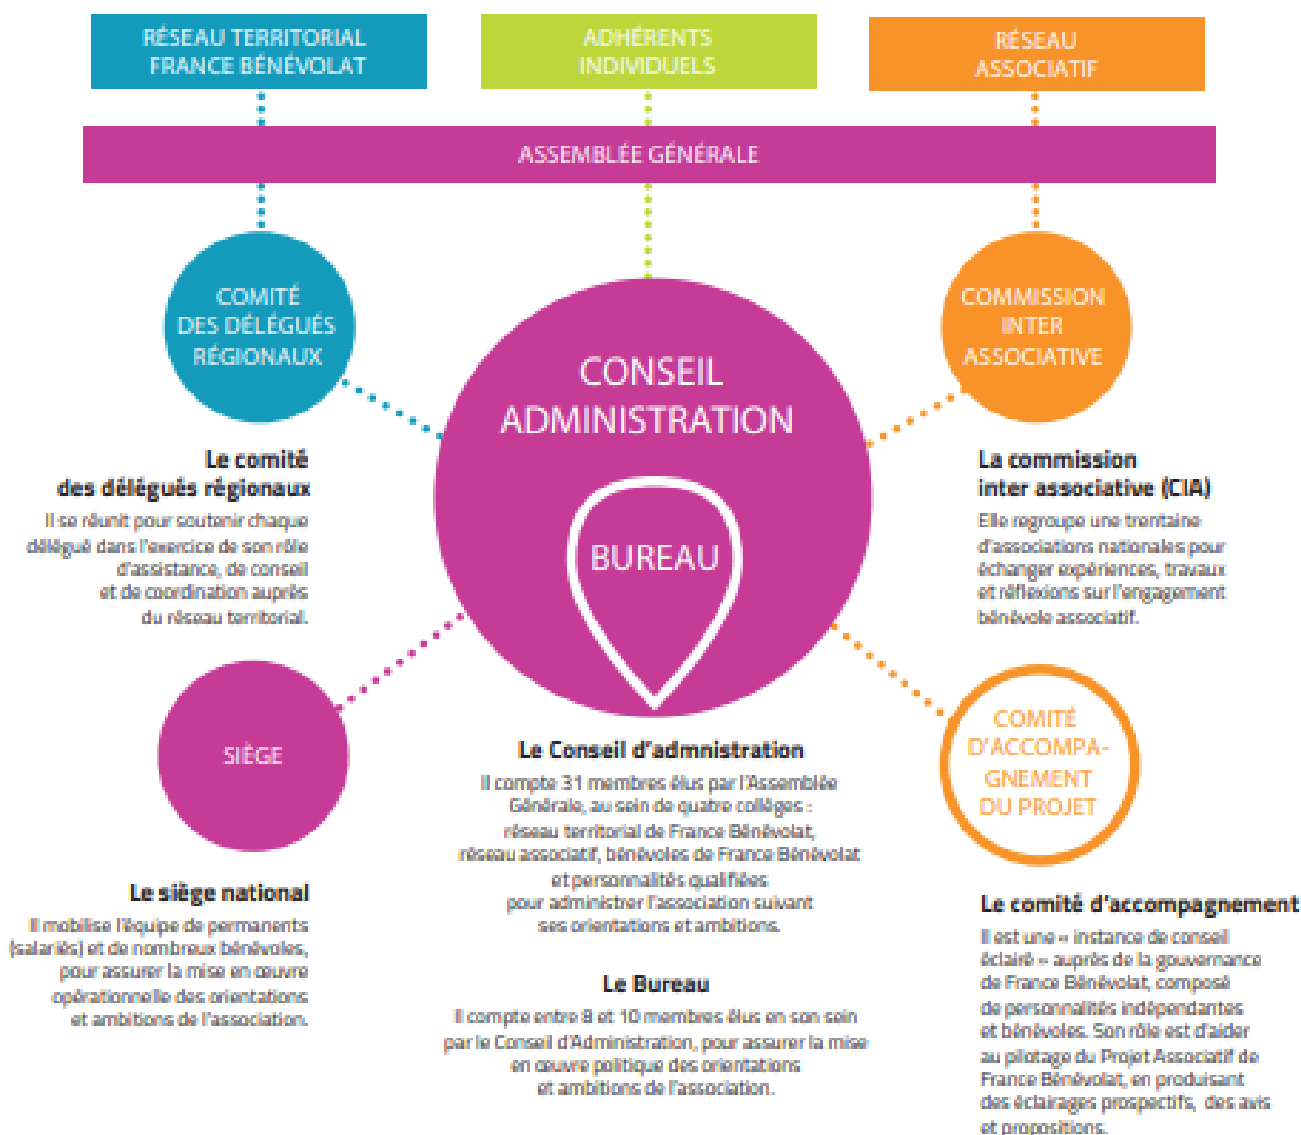 RÉSEAU TERRITORIAL
FRANCE BÉNÉVOLAT
ADHÉRENTS
INDIVIDUELS
RÉSEAU
ASSOCIATIF
ASSEMBLÉE GÉNÉRALE
COMITÉ
DES DÉLÉGUÉS
RÉGIONAUX
CONSEIL
ADMINISTRATION
BUREAU
COMMISSION
INTER
ASSOCIATIVE
Le comité
des délégués régionaux
Il se réunit pour soutenir chaque
délégué dans l'exercice de son rôle
d'assistance, de conseil
et de coordination auprès
du réseau territorial.
La commission
inter associative (CIA)
Elle regroupe une trentaine
d'associations nationales pour
échanger expériences, travaux
et réflexions sur l'engagement
bénévole associatif.
SIÈGE
COMITÉ
D'ACCOMPA-
GNEMENT
DU PROJET
Le siège national
Il mobilise l'équipe de permanents
(salariés) et de nombreux bénévoles,
pour assurer la mise en œuvre
opérationnelle des orientations
et ambitions de l'association.
Le Conseil d'admnistration
Il compte 31 membres élus par l'Assemblée
Générale, au sein de quatre collèges :
réseau territorial de France Bénévolat,
réseau associatif, bénévoles de France Bénévolat
et personnalités qualifiées
pour administrer l'association suivant
ses orientations et ambitions.
Le Bureau
Il compte entre 8 et 10 membres élus en son sein
par le Conseil d'Administration, pour assurer la mise
en œuvre politique des orientations
et ambitions de l'association.
Le comité d'accompagnement
Il est une « instance de conseil
éclairé » auprès de la gouvernance
de France Bénévolat, composé
de personnalités indépendantes
et bénévoles. Son rôle est d'aider
au pilotage du Projet Associatif de
France Bénévolat, en produisant
des éclairages prospectifs, des avis
et propositions.